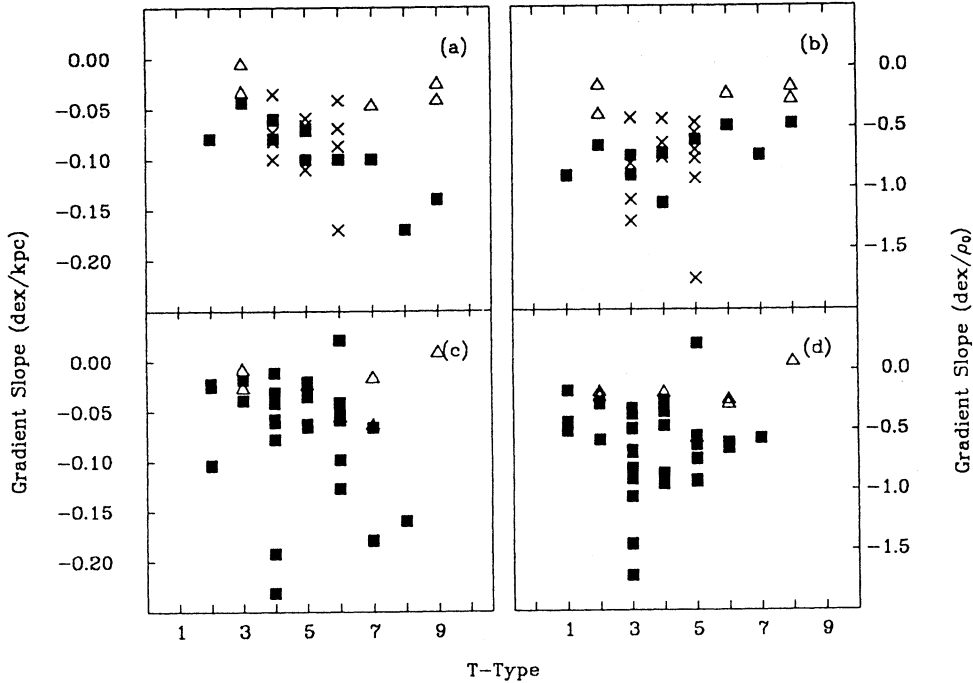 (a)
(b)
0.00
−0.05
−0.10
−0.15
−0.20
0.0
−0.5
−1.0
−1.5
(c)
(d)
0.00
−0.05
−0.10
−0.15
−0.20
0.0
−0.5
−1.0
−1.5
Gradient Slope (dex/kpc)
Gradient Slope (dex/ρ₀)
1 3 5 7 9
1 3 5 7 9
T-Type